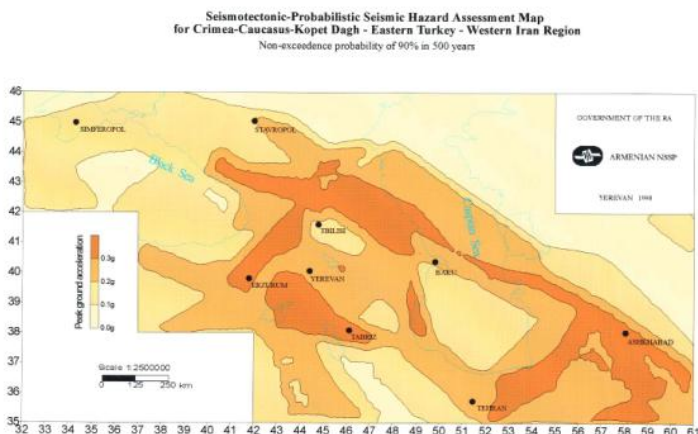 Seismotectonic-Probabilistic Seismic Hazard Assessment Map
for Crimea-Caucasus-Kopet Dagh - Eastern Turkey - Western Iran Region
Non-exceedence probability of 90% in 500 years
46
45
44
43
42
41
40
39
38
37
36
35
SIMFEROPOL
STAVROPOL
Black Sea
Caspian Sea
TBILISI
YEREVAN
ERZURUM
BAKU
TABRIZ
TEHRAN
ASHKHABAD
GOVERNMENT OF THE RA
ARMENIAN NSSP
YEREVAN 1998
Peak ground acceleration
0.3g
0.2g
0.1g
0.0g
Scale 1:2500000
0 125 250 km
32 33 34 35 36 37 38 39 40 41 42 43 44 45 46 47 48 49 50 51 52 53 54 55 56 57 58 59 60 61